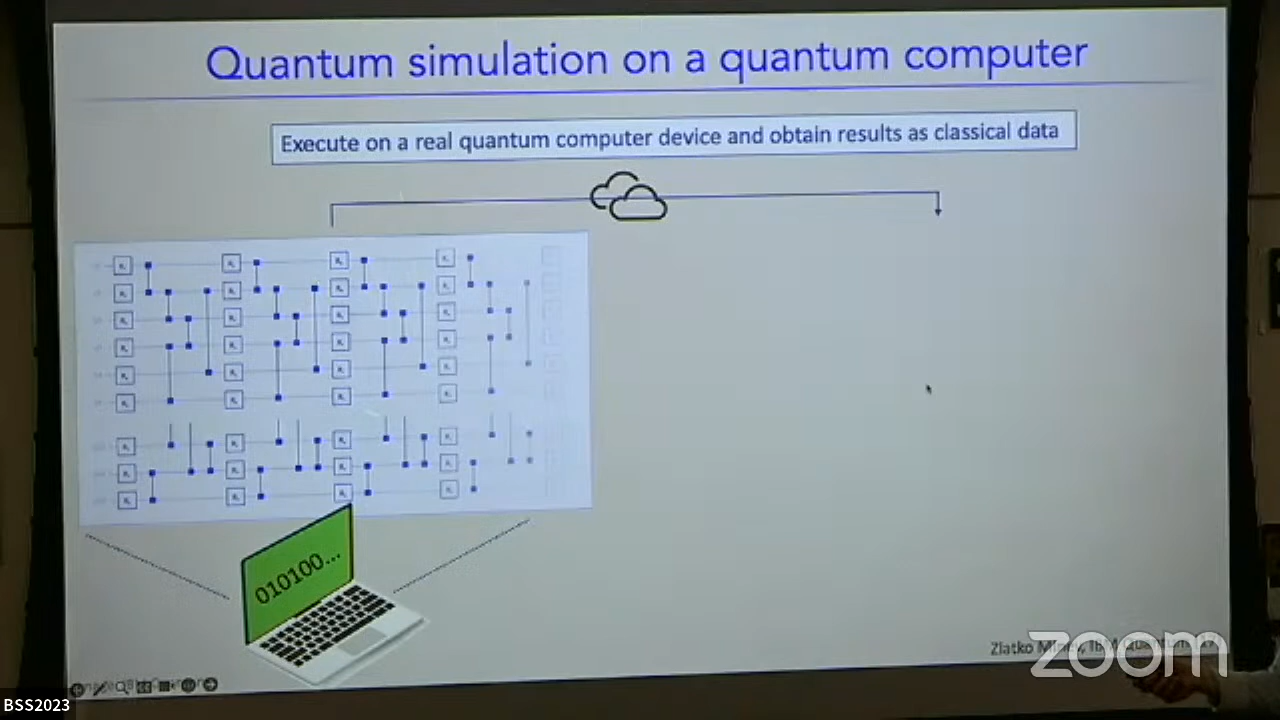 Quantum simulation on a quantum computer
Execute on a real quantum computer device and obtain results as classical data
010100...
Zlatko
zoom
BSS2023